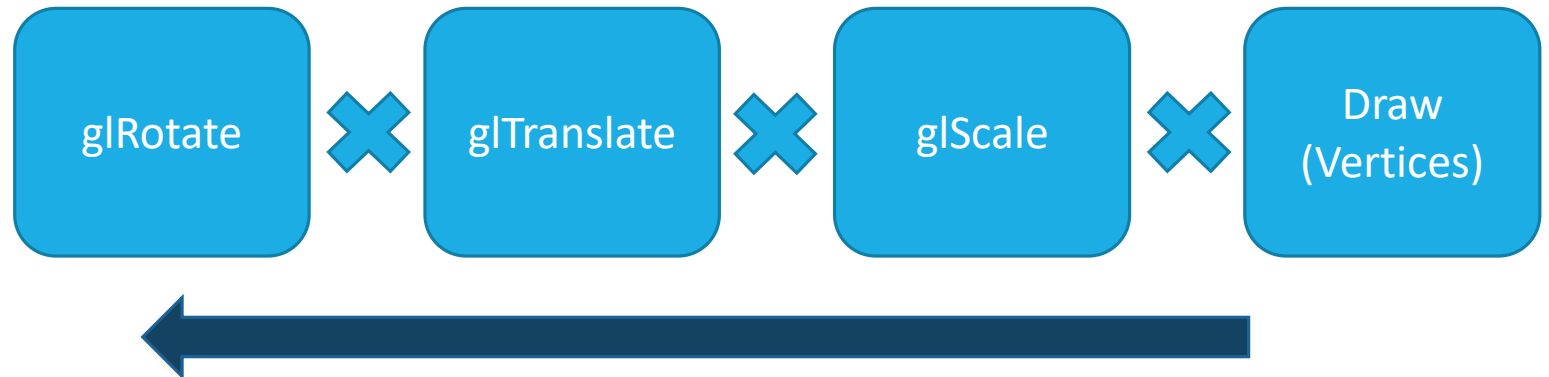 glRotate
glTranslate
glScale
Draw
(Vertices)